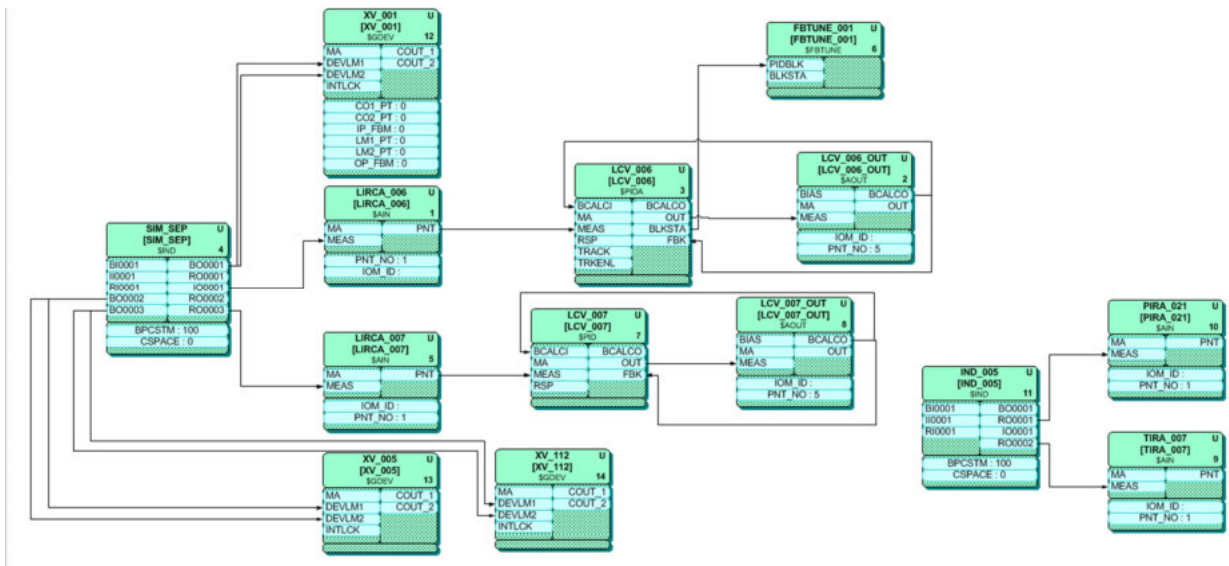 XV_001 U
[XV_001]
$GDEV 12
MA COUT_1
DEVLM1 COUT_2
DEVLM2
INTLCK
CO1_PT : 0
CO2_PT : 0
IP_FBM : 0
LM1_PT : 0
LM2_PT : 0
OP_FBM : 0
FBTUNE_001 U
[FBTUNE_001]
$FBTUNE 6
PIDBLK
BLKSTA
LIRCA_006 U
[LIRCA_006]
$AIN 1
MA PNT
MEAS
PNT_NO : 1
IOM_ID :
LCV_006 U
[LCV_006]
$PIDA 3
BCALCI BCALCO
MA OUT
MEAS BLKSTA
RSP FBK
TRACK
TRKENL
LCV_006_OUT U
[LCV_006_OUT]
$AOUT 2
BIAS BCALCO
MA OUT
MEAS
IOM_ID :
PNT_NO : 5
SIM_SEP U
[SIM_SEP]
$IND 4
BI0001 BO0001
II0001 RO0001
RI0001 IO0001
BO0002 RO0002
BO0003 RO0003
BPCSTM : 100
CSPACE : 0
LIRCA_007 U
[LIRCA_007]
$AIN 5
MA PNT
MEAS
IOM_ID :
PNT_NO : 1
LCV_007 U
[LCV_007]
$PID 7
BCALCI BCALCO
MA OUT
MEAS FBK
RSP
LCV_007_OUT U
[LCV_007_OUT]
$AOUT 8
BIAS BCALCO
MA OUT
MEAS
IOM_ID :
PNT_NO : 5
PIRA_021 U
[PIRA_021]
$AIN 10
MA PNT
MEAS
IOM_ID :
PNT_NO : 1
IND_005 U
[IND_005]
$IND 11
BI0001 BO0001
II0001 RO0001
RI0001 IO0001
RO0002
BPCSTM : 100
CSPACE : 0
TIRA_007 U
[TIRA_007]
$AIN 9
MA PNT
MEAS
IOM_ID :
PNT_NO : 1
XV_005 U
[XV_005]
$GDEV 13
MA COUT_1
DEVLM1 COUT_2
DEVLM2
INTLCK
XV_112 U
[XV_112]
$GDEV 14
MA COUT_1
DEVLM1 COUT_2
DEVLM2
INTLCK